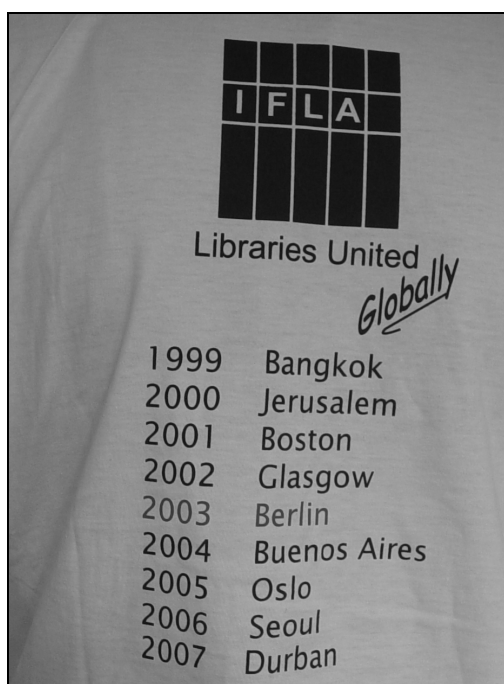 IFLA
Libraries United
Globally
1999 Bangkok
2000 Jerusalem
2001 Boston
2002 Glasgow
2003 Berlin
2004 Buenos Aires
2005 Oslo
2006 Seoul
2007 Durban